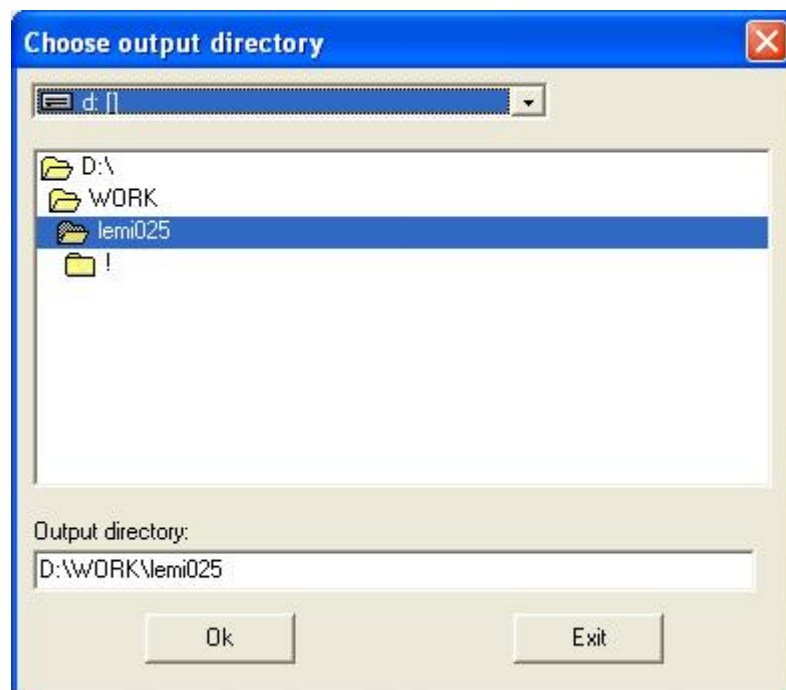 Choose output directory
d: []
D:\
WORK
lemi025
!
Output directory:
D:\WORK\lemi025
Ok
Exit